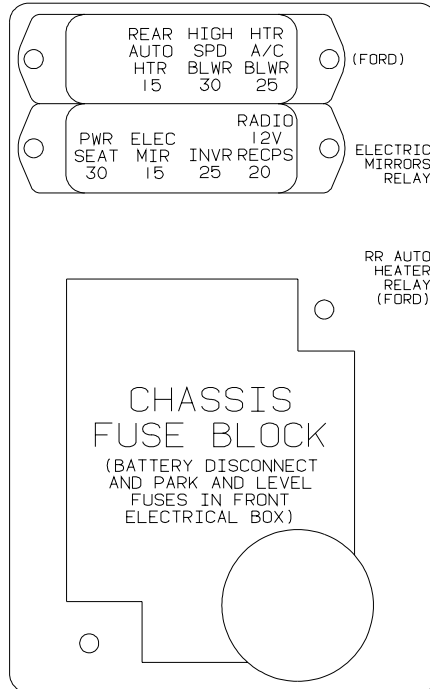 REAR HIGH HTR
AUTO SPD A/C
HTR BLWR BLWR
15 30 25
(FORD)
RADIO
12V
PWR ELEC
SEAT MIR INVR RECPS
30 15 25 20
ELECTRIC
MIRRORS
RELAY
RR AUTO
HEATER
RELAY
(FORD)
CHASSIS
FUSE BLOCK
(BATTERY DISCONNECT
AND PARK AND LEVEL
FUSES IN FRONT
ELECTRICAL BOX)